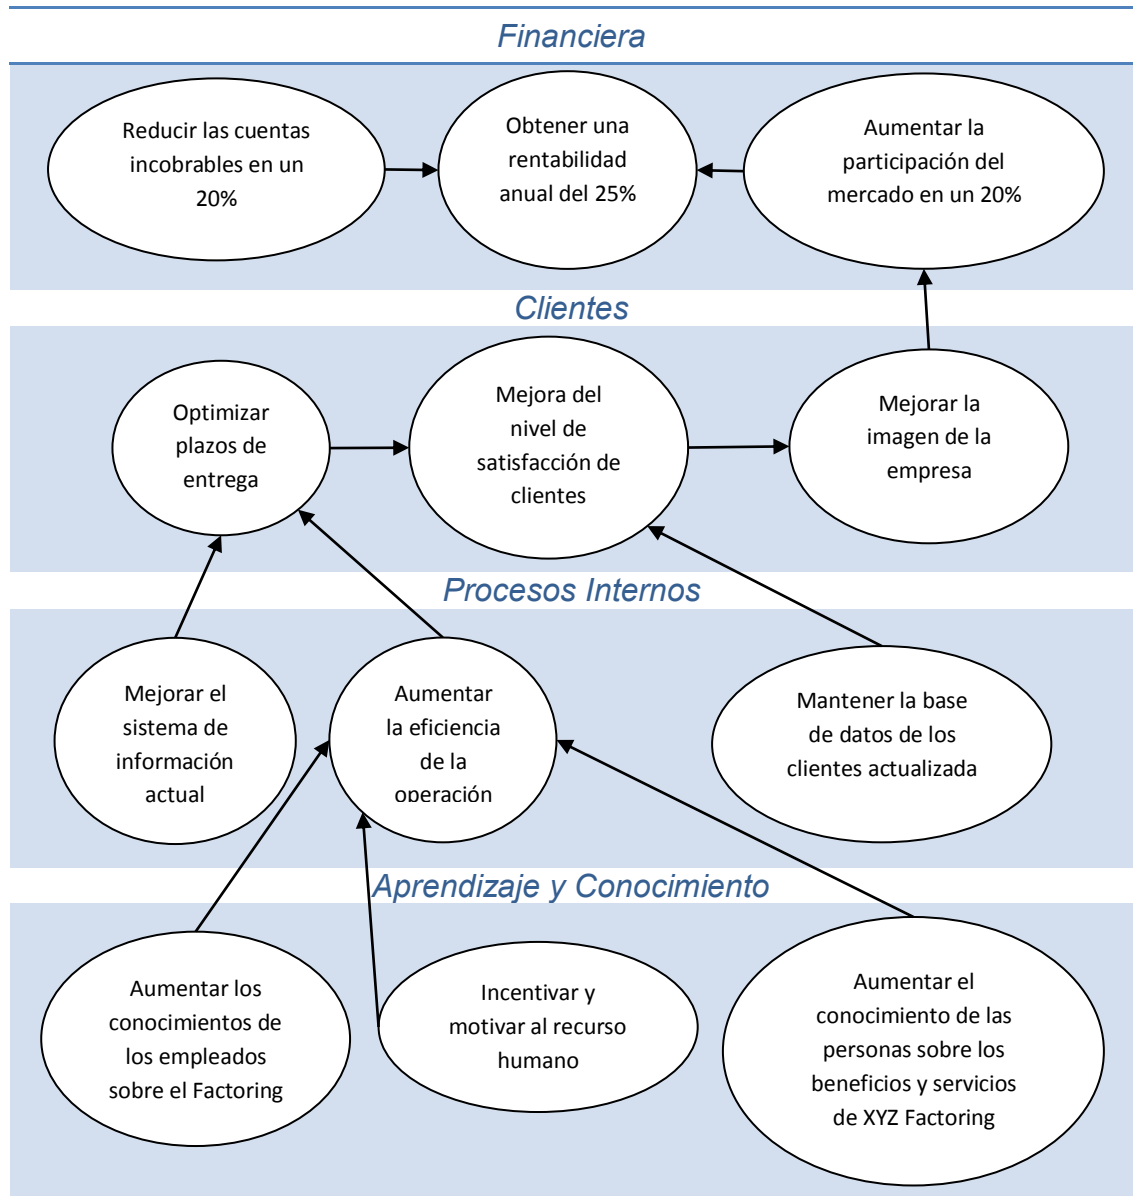 Financiera
Reducir las cuentas
incobrables en un
20%
Obtener una
rentabilidad
anual del 25%
Aumentar la
participación del
mercado en un 20%
Clientes
Optimizar
plazos de
entrega
Mejora del
nivel de
satisfacción de
clientes
Mejorar la
imagen de la
empresa
Procesos Internos
Mejorar el
sistema de
información
actual
Aumentar
la eficiencia
de la
operación
Mantener la base
de datos de los
clientes actualizada
Aprendizaje y Conocimiento
Aumentar los
conocimientos de
los empleados
sobre el Factoring
Incentivar y
motivar al recurso
humano
Aumentar el
conocimiento de las
personas sobre los
beneficios y servicios
de XYZ Factoring